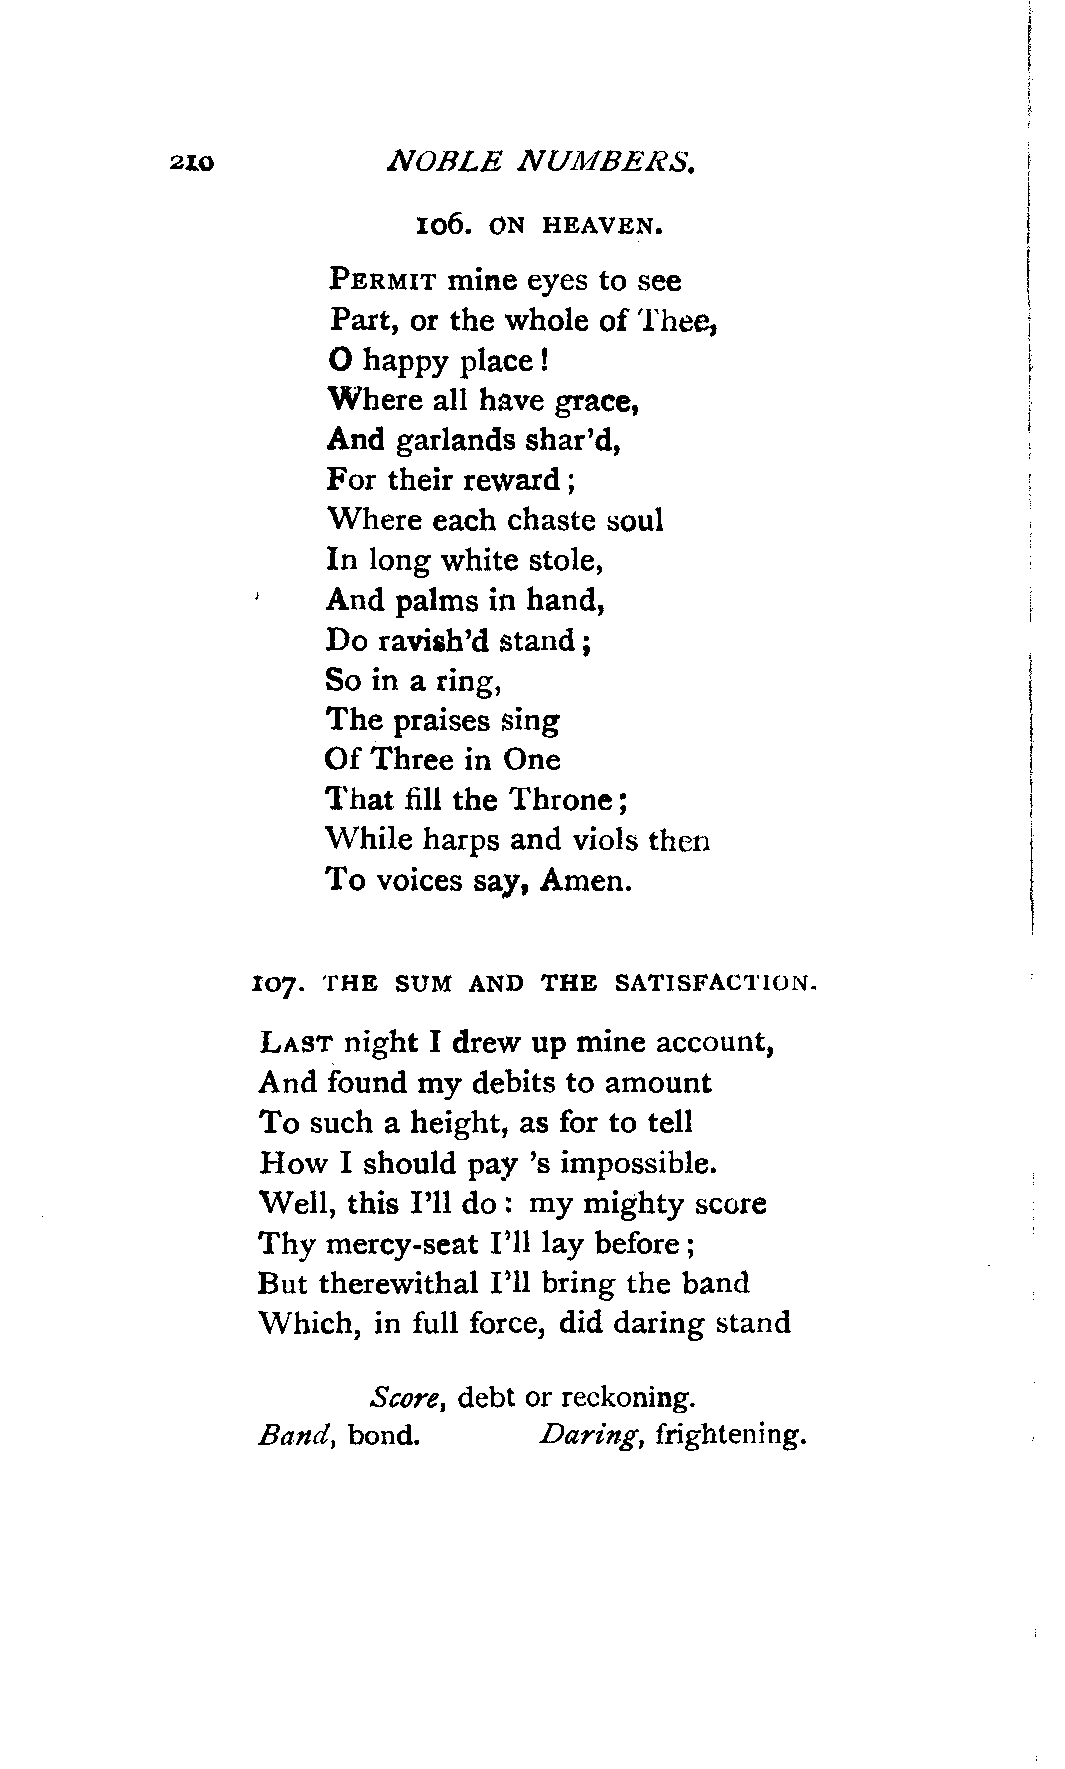 210 NOBLE NUMBERS.
106. ON HEAVEN.
PERMIT mine eyes to see
Part, or the whole of Thee,
O happy place!
Where all have grace,
And garlands shar'd,
For their reward;
Where each chaste soul
In long white stole,
And palms in hand,
Do ravish'd stand;
So in a ring,
The praises sing
Of Three in One
That fill the Throne;
While harps and viols then
To voices say, Amen.
107. THE SUM AND THE SATISFACTION.
LAST night I drew up mine account,
And found my debits to amount
To such a height, as for to tell
How I should pay 's impossible.
Well, this I'll do: my mighty score
Thy mercy-seat I'll lay before;
But therewithal I'll bring the band
Which, in full force, did daring stand
Score, debt or reckoning.
Band, bond. Daring, frightening.